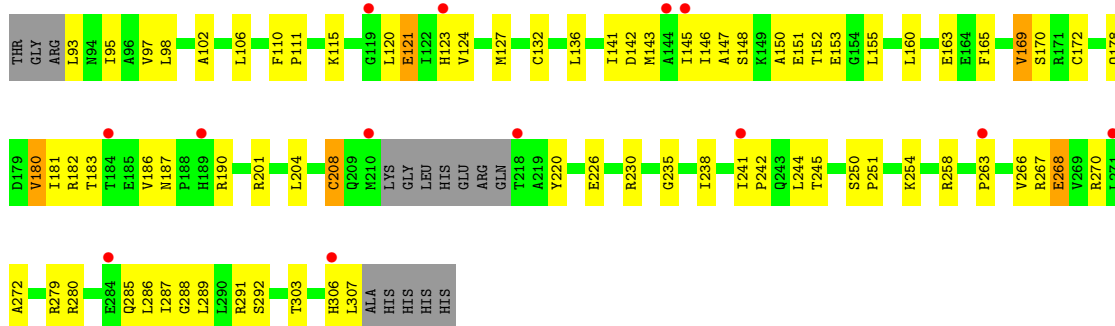 THR GLY ARG L93 N94 I95 A96 V97 L98 A102 L106 F110 P111 K115 G119 L120 E121 I122 H123 V124 M127 C132 L136 I141 D142 M143 A144 I145 I146 A147 S148 K149 A150 E151 T152 E153 G154 L155 L160 E163 E164 F165 V169 S170 R171 C172 Q178
D179 V180 I181 R182 T183 T184 E185 V186 N187 P188 H189 R190 R201 L204 C208 Q209 M210 LYS GLY LEU HIS GLU ARG GLN T218 A219 Y220 E226 R230 G235 I238 I241 P242 Q243 L244 T245 S250 P251 K254 R258 P263 V266 R267 E268 V269 R270 L271
A272 R279 R280 E284 Q285 L286 I287 G288 L289 L290 R291 S292 T303 H306 L307 ALA HIS HIS HIS HIS